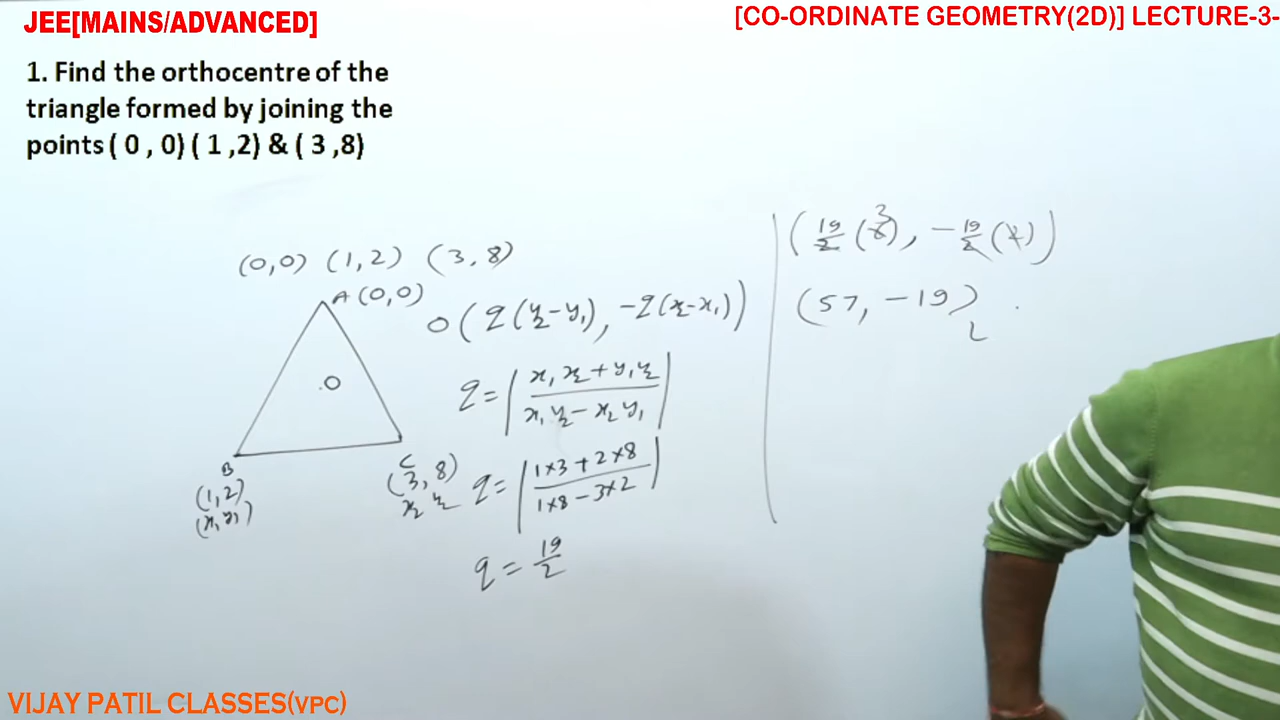 JEE[MAINS/ADVANCED]
[CO-ORDINATE GEOMETRY(2D)] LECTURE-3-
1. Find the orthocentre of the
triangle formed by joining the
points ( 0 , 0) ( 1 ,2) & ( 3 ,8)
(0,0) (1,2) (3,8)
A (0,0)
O
B
(1,2)
(x₁y₁)
C
(3,8)
x₂ y₂
O(q(y₂-y₁), -q(x₂-x₁))
q = |x₁x₂+y₁y₂ / x₁y₂-x₂y₁|
q = |1×3+2×8 / 1×8-3×2|
q = 19/2
(19/2(6)3, -19/2(2))
(57, -19)
VIJAY PATIL CLASSES(VPC)